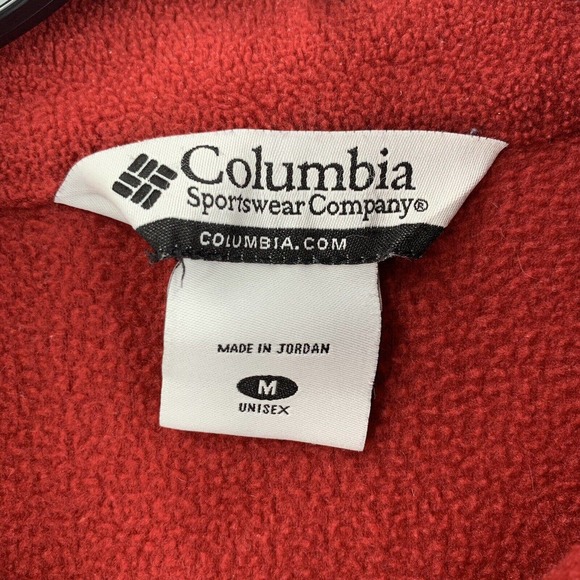 Columbia
Sportswear Company®
COLUMBIA.COM
MADE IN JORDAN
M
UNISEX